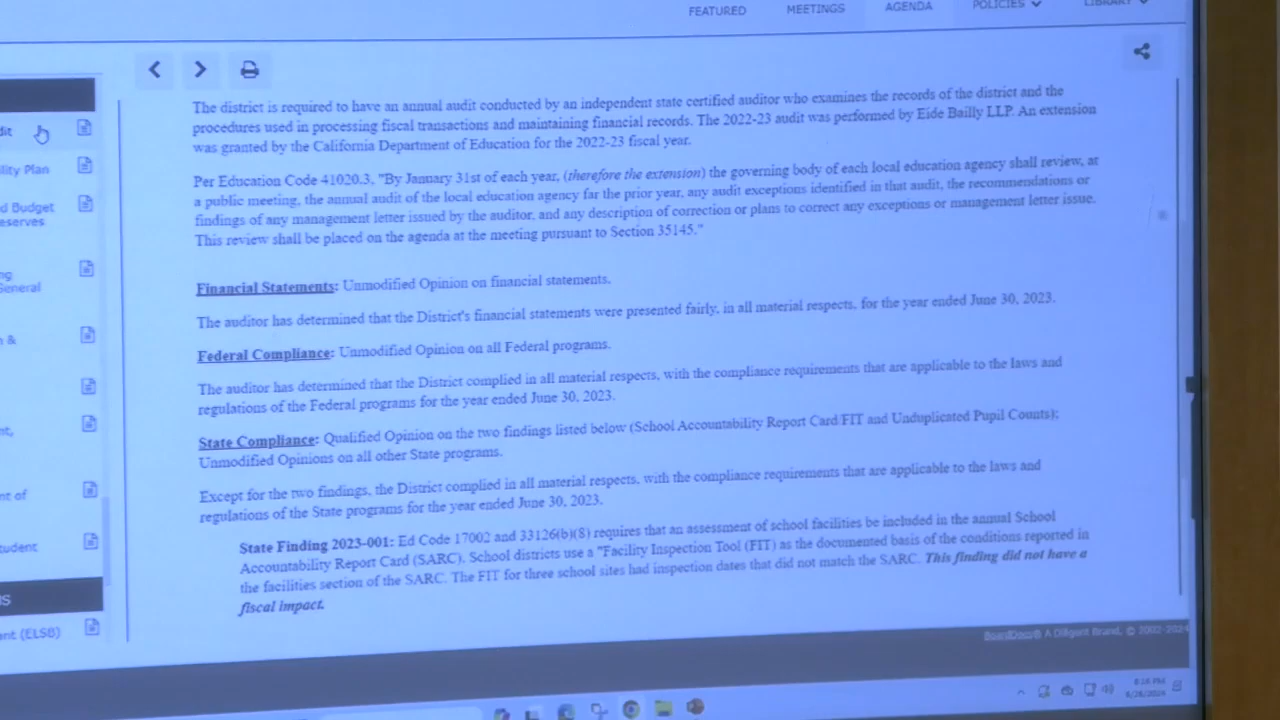 FEATURED MEETINGS AGENDA POLICIES LIBRARY
The district is required to have an annual audit conducted by an independent state certified auditor who examines the records of the district and the
procedures used in processing fiscal transactions and maintaining financial records. The 2022-23 audit was performed by Eide Bailly LLP. An extension
was granted by the California Department of Education for the 2022-23 fiscal year.
Per Education Code 41020.3, "By January 31st of each year, (therefore the extension) the governing body of each local education agency shall review, at
a public meeting, the annual audit of the local education agency far the prior year, any audit exceptions identified in that audit, the recommendations or
findings of any management letter issued by the auditor, and any description of correction or plans to correct any exceptions or management letter issue.
This review shall be placed on the agenda at the meeting pursuant to Section 35145."
Financial Statements: Unmodified Opinion on financial statements.
The auditor has determined that the District's financial statements were presented fairly, in all material respects, for the year ended June 30, 2023.
Federal Compliance: Unmodified Opinion on all Federal programs.
The auditor has determined that the District complied in all material respects, with the compliance requirements that are applicable to the laws and
regulations of the Federal programs for the year ended June 30, 2023.
State Compliance: Qualified Opinion on the two findings listed below (School Accountability Report Card/FIT and Unduplicated Pupil Counts);
Unmodified Opinions on all other State programs.
Except for the two findings, the District complied in all material respects, with the compliance requirements that are applicable to the laws and
regulations of the State programs for the year ended June 30, 2023.
State Finding 2023-001: Ed Code 17002 and 33126(b)(8) requires that an assessment of school facilities be included in the annual School
Accountability Report Card (SARC). School districts use a "Facility Inspection Tool (FIT) as the documented basis of the conditions reported in
the facilities section of the SARC. The FIT for three school sites had inspection dates that did not match the SARC. This finding did not have a
fiscal impact.
dit
lity Plan
d Budget
eserves
ng
General
n &
nt,
nt of
tudent
NS
ant (ELSB)
BoardDocs® A Diligent Brand, © 2002-2024